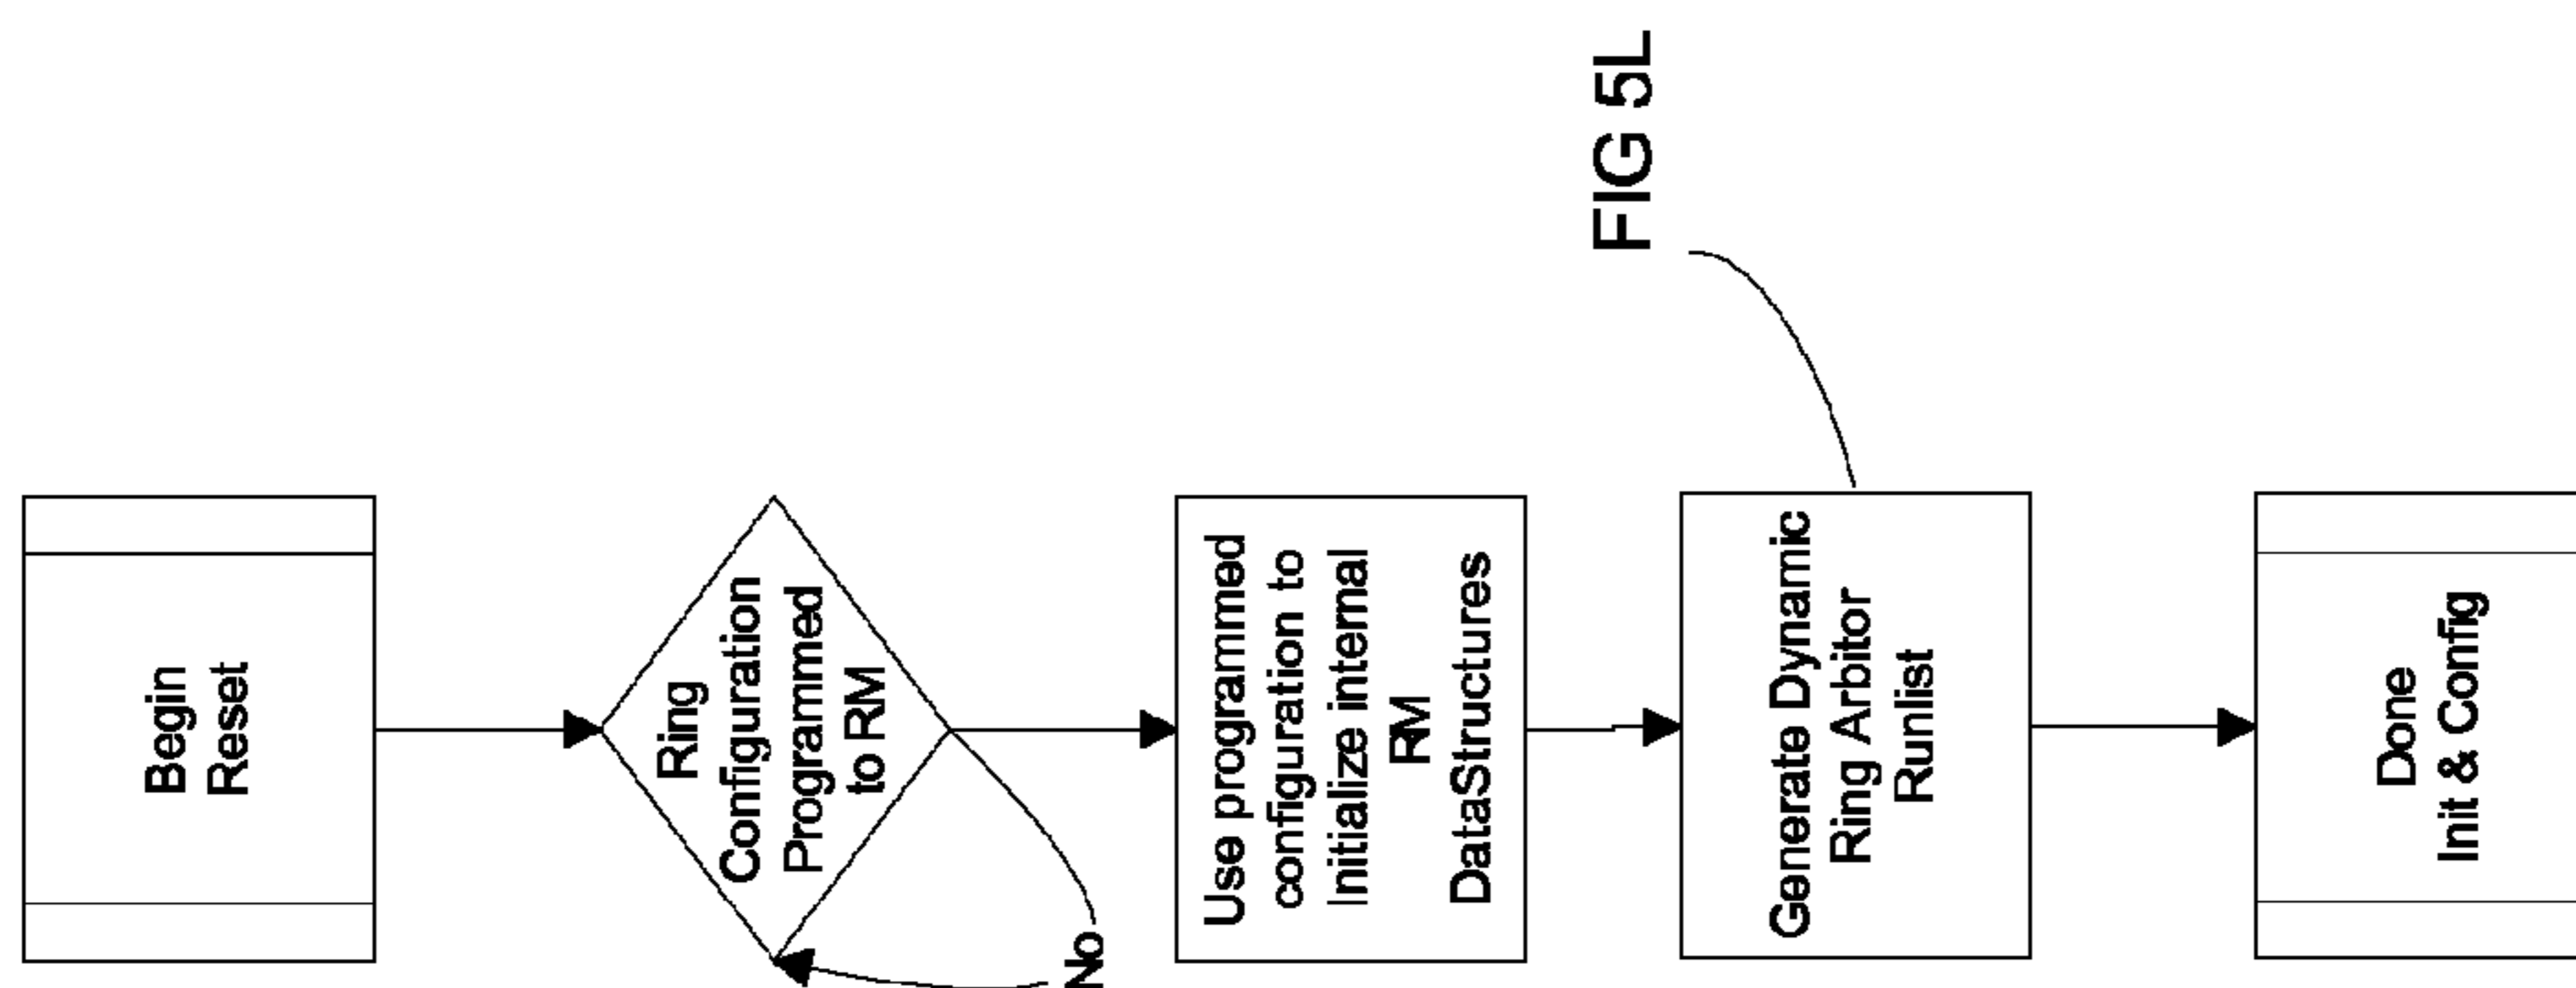 Begin
Reset
Ring
Configuration
Programmed
to RM
No
Use programmed
configuration to
Initialize internal
RM
DataStructures
FIG 5L
Generate Dynamic
Ring Arbitor
Runlist
Done
Init & Config